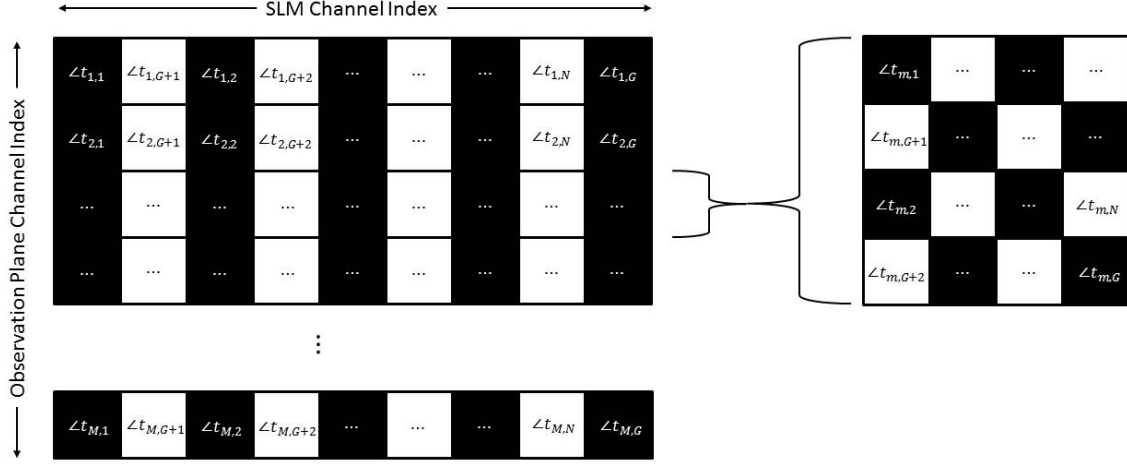 SLM Channel Index
Observation Plane Channel Index
∠t₁,₁ ∠t₁,G+1 ∠t₁,₂ ∠t₁,G+2 ... ... ... ∠t₁,N ∠t₁,G
∠t₂,₁ ∠t₂,G+1 ∠t₂,₂ ∠t₂,G+2 ... ... ... ∠t₂,N ∠t₂,G
... ... ... ... ... ... ... ... ...
... ... ... ... ... ... ... ... ...
⋮
∠tM,1 ∠tM,G+1 ∠tM,2 ∠tM,G+2 ... ... ... ∠tM,N ∠tM,G
∠tm,1 ... ... ...
∠tm,G+1 ... ... ...
∠tm,2 ... ... ∠tm,N
∠tm,G+2 ... ... ∠tm,G